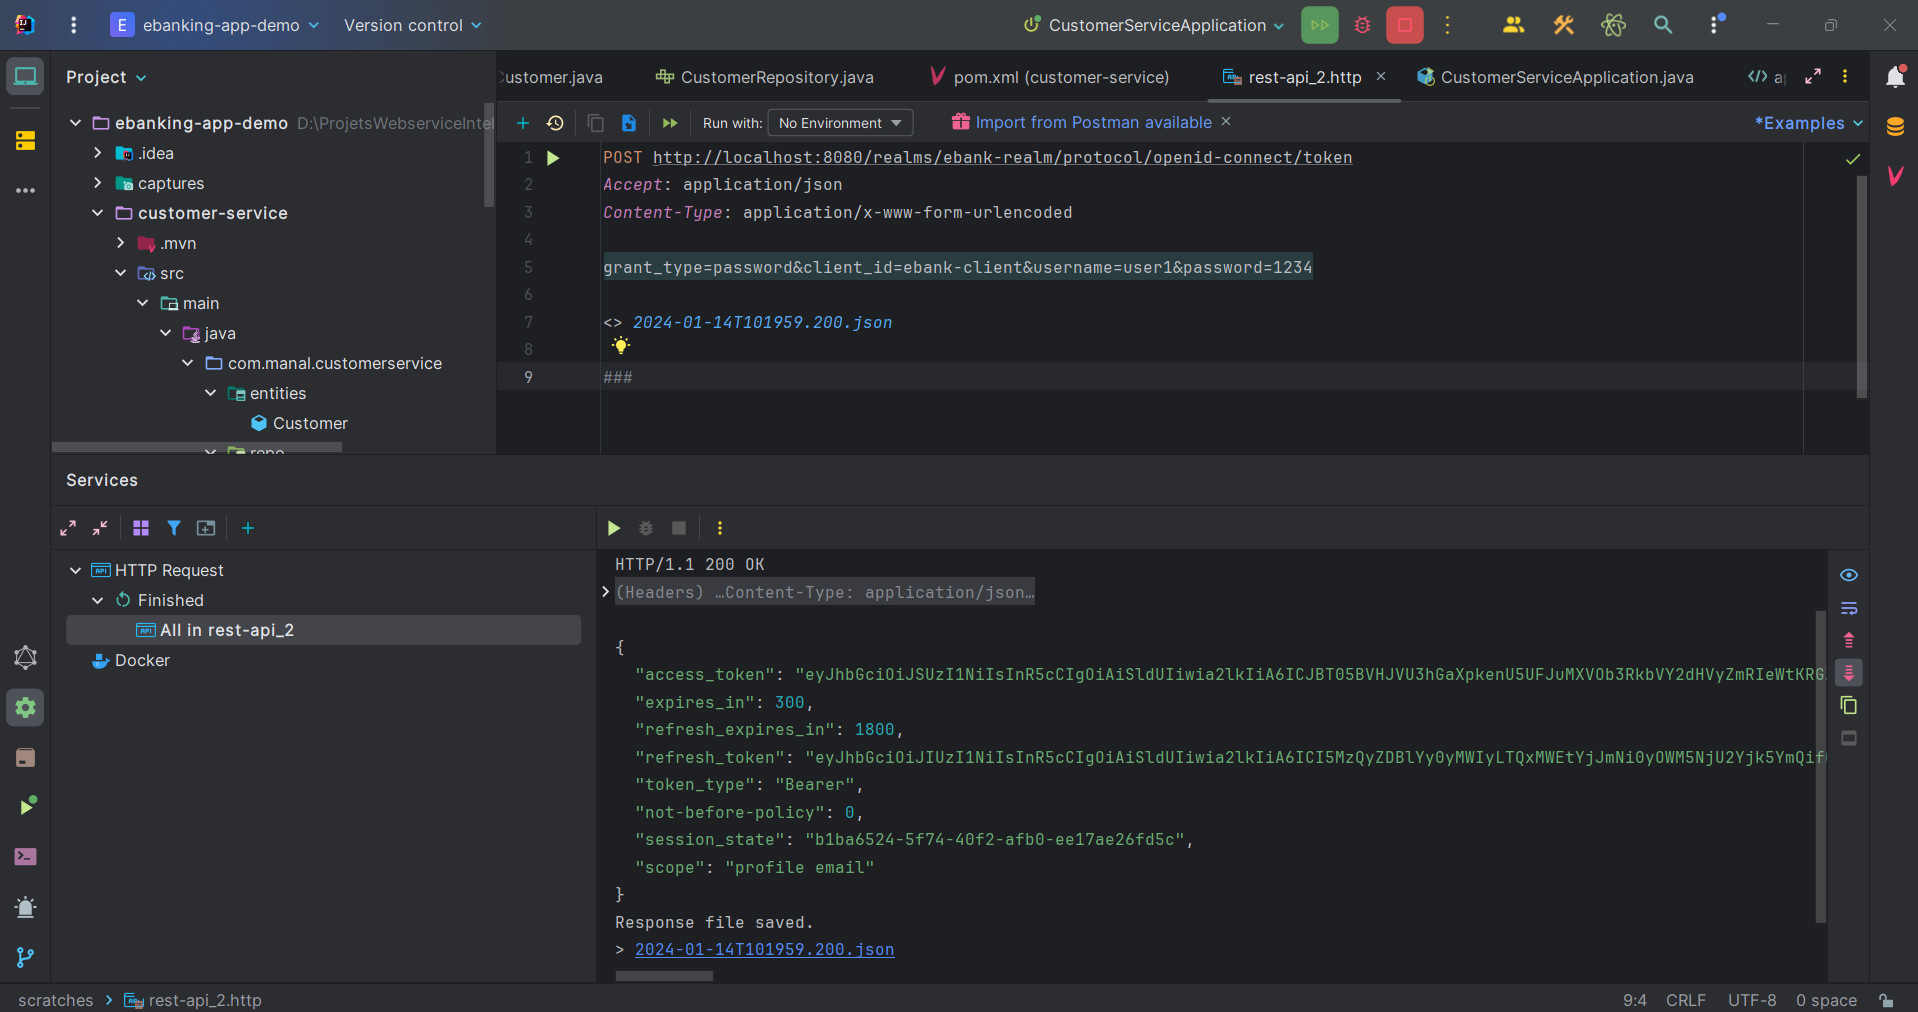 E ebanking-app-demo Version control CustomerServiceApplication
Project
ustomer.java CustomerRepository.java pom.xml (customer-service) rest-api_2.http CustomerServiceApplication.java
ebanking-app-demo D:\ProjetsWebserviceIntel
.idea
captures
customer-service
.mvn
src
main
java
com.manal.customerservice
entities
Customer
repo
Run with: No Environment Import from Postman available *Examples
1 POST http://localhost:8080/realms/ebank-realm/protocol/openid-connect/token
2 Accept: application/json
3 Content-Type: application/x-www-form-urlencoded
4
5 grant_type=password&client_id=ebank-client&username=user1&password=1234
6
7 <> 2024-01-14T101959.200.json
8
9 ###
Services
HTTP Request
Finished
All in rest-api_2
Docker
HTTP/1.1 200 OK
(Headers) …Content-Type: application/json…
{
"access_token": "eyJhbGciOiJSUzI1NiIsInR5cCIgOiAiSldUIiwia2lkIiA6ICJBT05BVHJVU3hGaXpkenU5UFJuMXVOb3RkbVY2dHVyZmRIeWtKRG
"expires_in": 300,
"refresh_expires_in": 1800,
"refresh_token": "eyJhbGciOiJIUzI1NiIsInR5cCIgOiAiSldUIiwia2lkIiA6ICI5MzQyZDBlYy0yMWIyLTQxMWEtYjJmNi0yOWM5NjU2Yjk5YmQif
"token_type": "Bearer",
"not-before-policy": 0,
"session_state": "b1ba6524-5f74-40f2-afb0-ee17ae26fd5c",
"scope": "profile email"
}
Response file saved.
> 2024-01-14T101959.200.json
scratches > rest-api_2.http 9:4 CRLF UTF-8 0 space